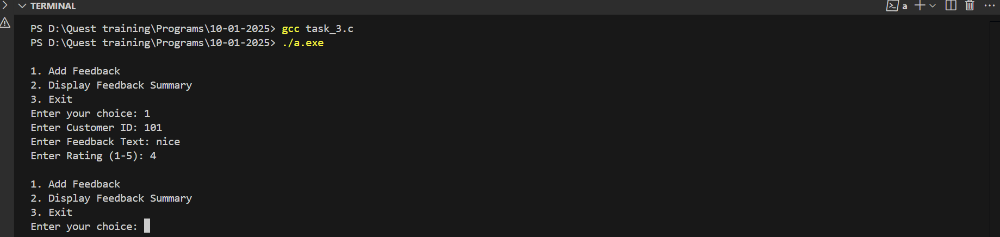 TERMINAL
a
PS D:\Quest training\Programs\10-01-2025> gcc task_3.c
PS D:\Quest training\Programs\10-01-2025> ./a.exe
1. Add Feedback
2. Display Feedback Summary
3. Exit
Enter your choice: 1
Enter Customer ID: 101
Enter Feedback Text: nice
Enter Rating (1-5): 4
1. Add Feedback
2. Display Feedback Summary
3. Exit
Enter your choice: